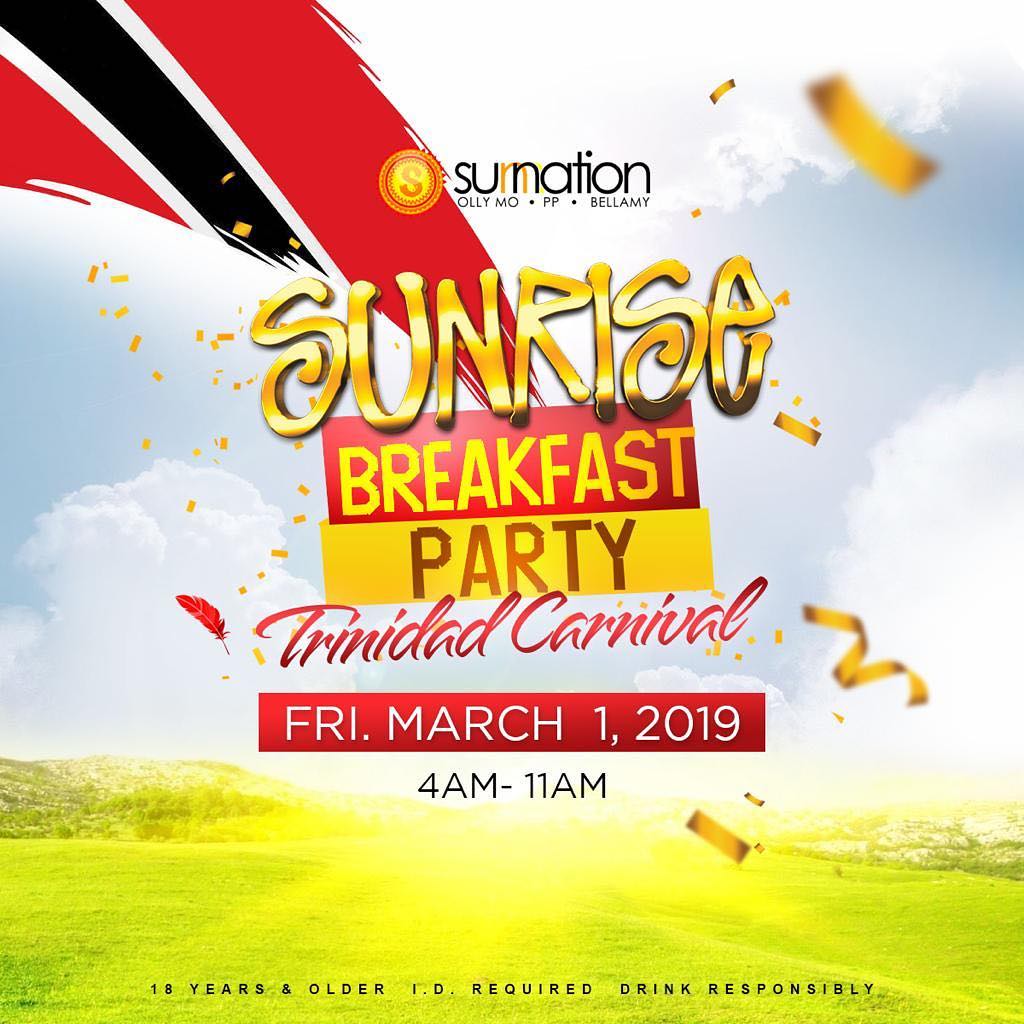 S
sunnation
OLLY MO • PP • BELLAMY
SUNRISe
BREAKFAST
PARTY
Trinidad Carnival
FRI. MARCH 1, 2019
4AM- 11AM
18 YEARS & OLDER I.D. REQUIRED DRINK RESPONSIBLY